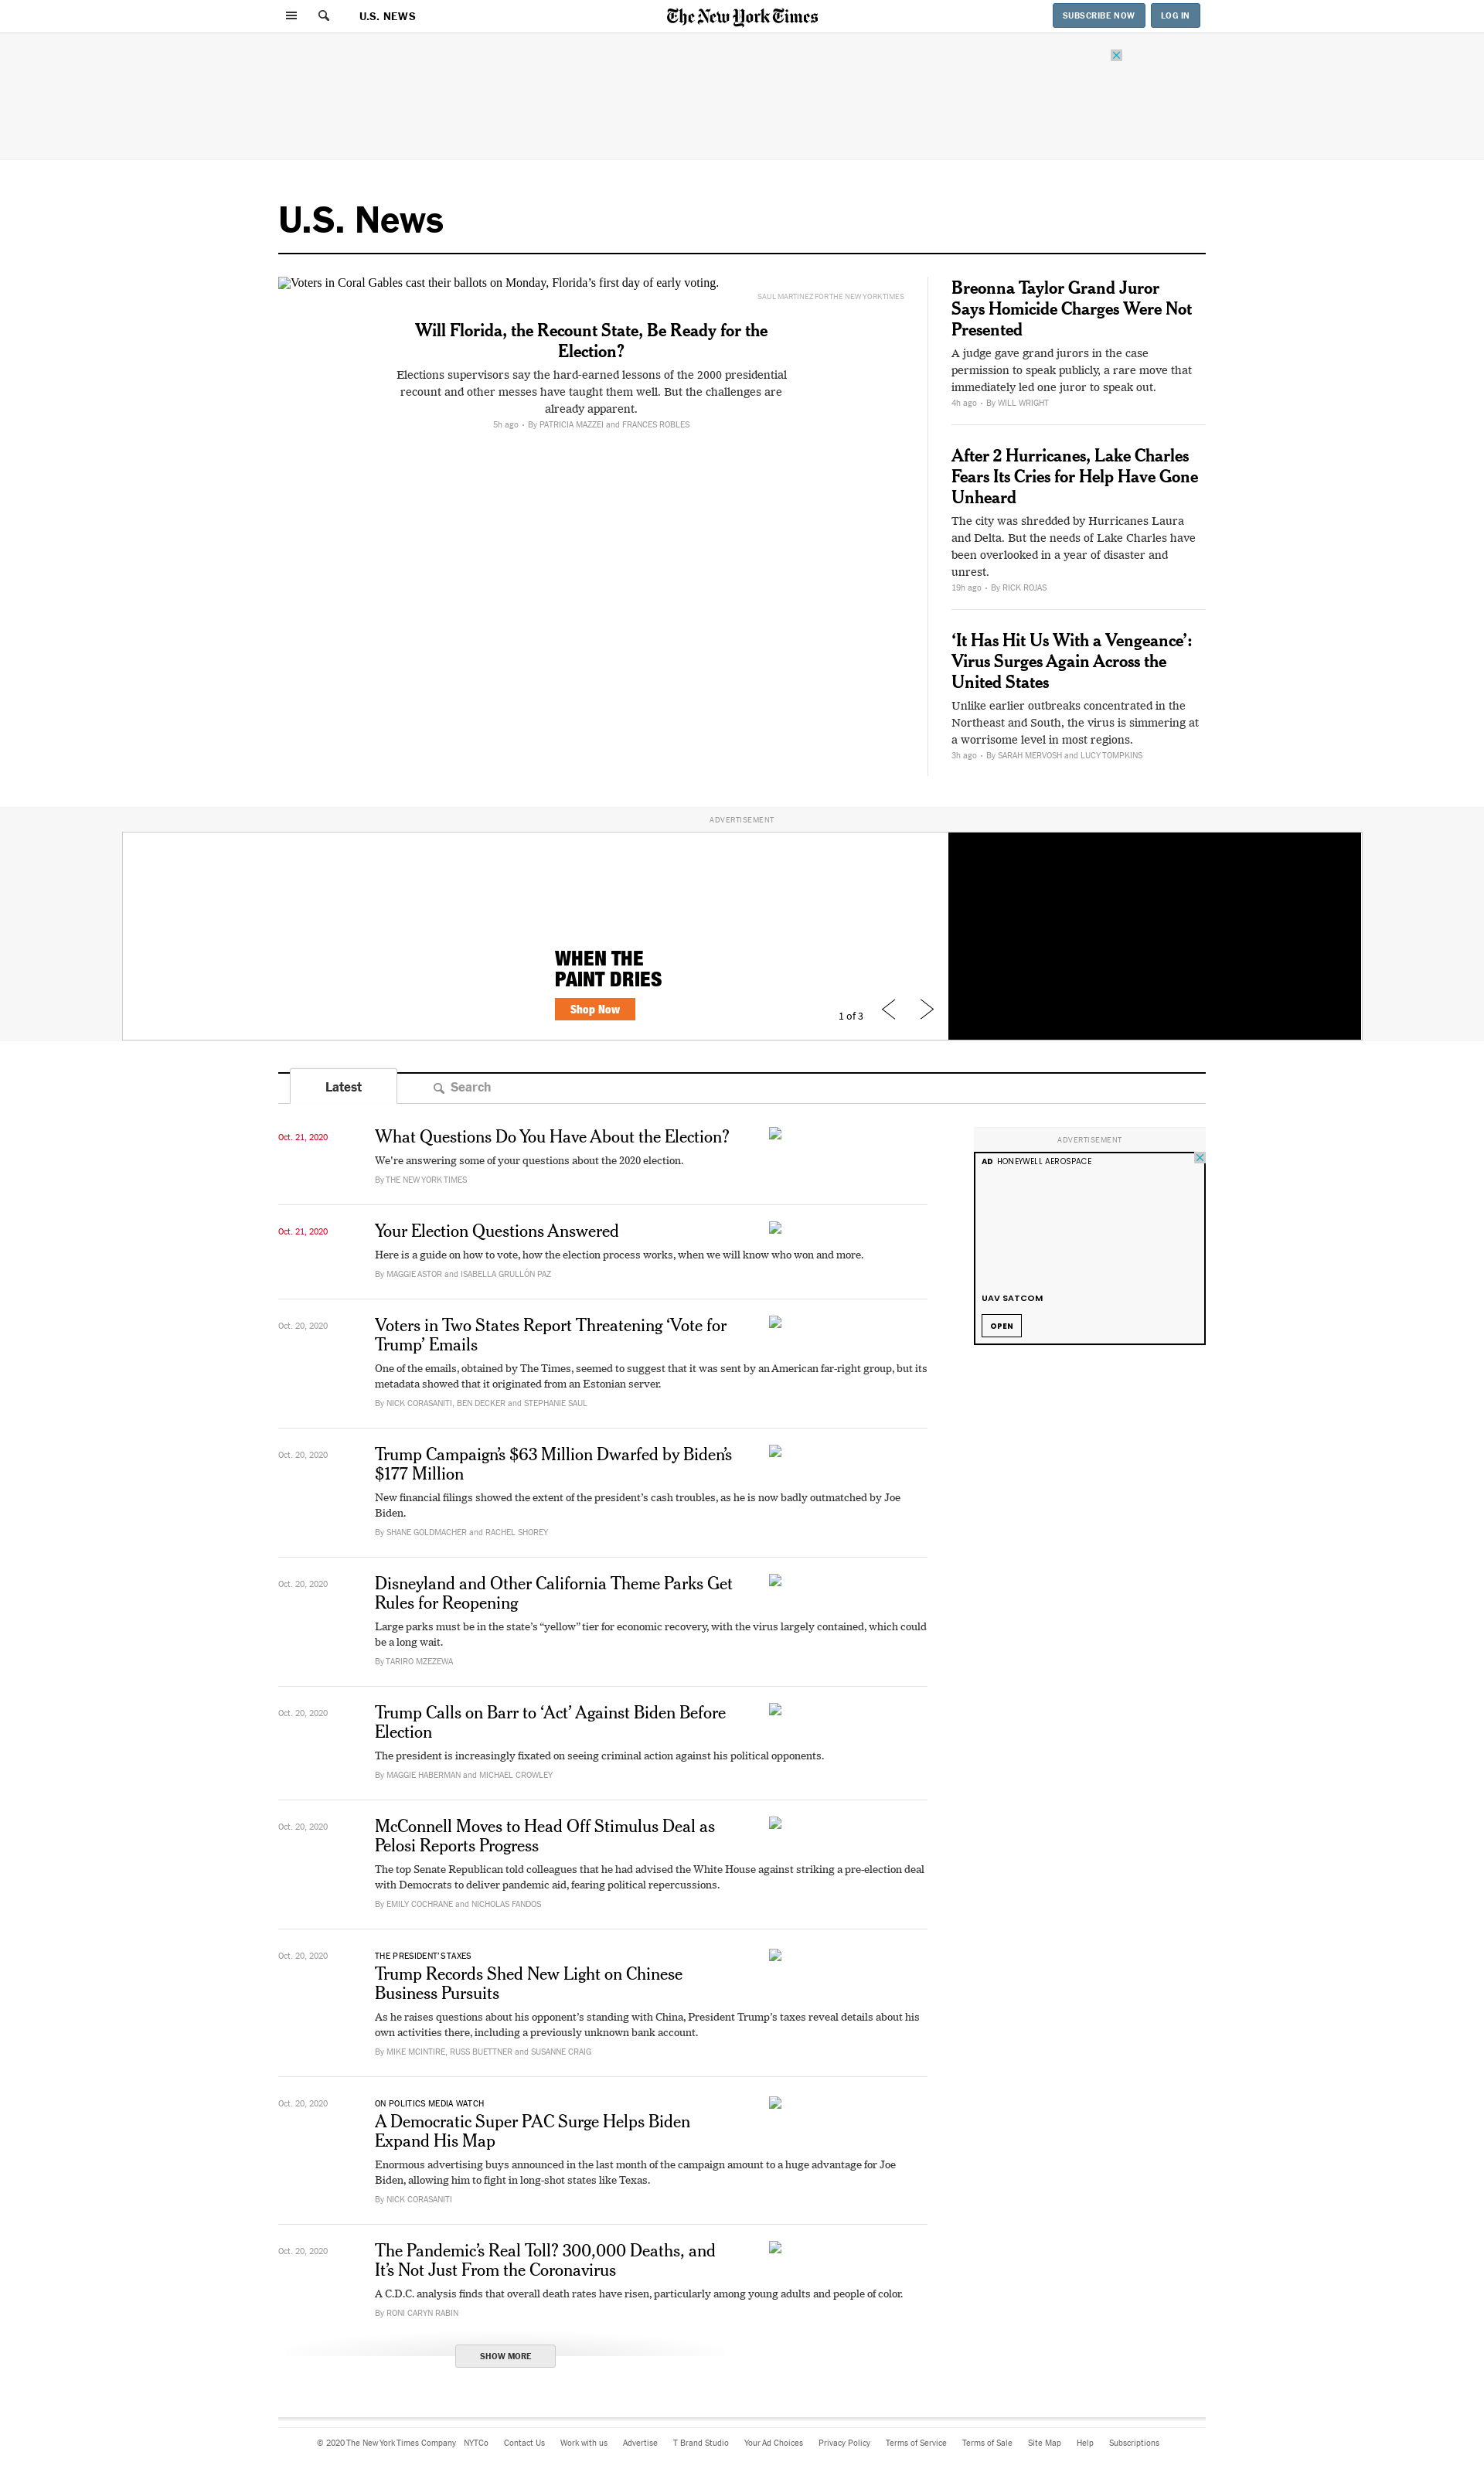 U.S. NEWS
The New York Times
SUBSCRIBE NOW
LOG IN
U.S. News
Voters in Coral Gables cast their ballots on Monday, Florida’s first day of early voting.
SAUL MARTINEZ FOR THE NEW YORK TIMES
Will Florida, the Recount State, Be Ready for the
Election?
Elections supervisors say the hard-earned lessons of the 2000 presidential
recount and other messes have taught them well. But the challenges are
already apparent.
5h ago • By PATRICIA MAZZEI and FRANCES ROBLES
Breonna Taylor Grand Juror
Says Homicide Charges Were Not
Presented
A judge gave grand jurors in the case
permission to speak publicly, a rare move that
immediately led one juror to speak out.
4h ago • By WILL WRIGHT
After 2 Hurricanes, Lake Charles
Fears Its Cries for Help Have Gone
Unheard
The city was shredded by Hurricanes Laura
and Delta. But the needs of Lake Charles have
been overlooked in a year of disaster and
unrest.
19h ago • By RICK ROJAS
‘It Has Hit Us With a Vengeance’:
Virus Surges Again Across the
United States
Unlike earlier outbreaks concentrated in the
Northeast and South, the virus is simmering at
a worrisome level in most regions.
3h ago • By SARAH MERVOSH and LUCY TOMPKINS
ADVERTISEMENT
WHEN THE
PAINT DRIES
Shop Now
1 of 3
Latest
Search
Oct. 21, 2020
What Questions Do You Have About the Election?
We’re answering some of your questions about the 2020 election.
By THE NEW YORK TIMES
Oct. 21, 2020
Your Election Questions Answered
Here is a guide on how to vote, how the election process works, when we will know who won and more.
By MAGGIE ASTOR and ISABELLA GRULLÓN PAZ
Oct. 20, 2020
Voters in Two States Report Threatening ‘Vote for
Trump’ Emails
One of the emails, obtained by The Times, seemed to suggest that it was sent by an American far-right group, but its
metadata showed that it originated from an Estonian server.
By NICK CORASANITI, BEN DECKER and STEPHANIE SAUL
Oct. 20, 2020
Trump Campaign’s $63 Million Dwarfed by Biden’s
$177 Million
New financial filings showed the extent of the president’s cash troubles, as he is now badly outmatched by Joe
Biden.
By SHANE GOLDMACHER and RACHEL SHOREY
Oct. 20, 2020
Disneyland and Other California Theme Parks Get
Rules for Reopening
Large parks must be in the state’s “yellow” tier for economic recovery, with the virus largely contained, which could
be a long wait.
By TARIRO MZEZEWA
Oct. 20, 2020
Trump Calls on Barr to ‘Act’ Against Biden Before
Election
The president is increasingly fixated on seeing criminal action against his political opponents.
By MAGGIE HABERMAN and MICHAEL CROWLEY
Oct. 20, 2020
McConnell Moves to Head Off Stimulus Deal as
Pelosi Reports Progress
The top Senate Republican told colleagues that he had advised the White House against striking a pre-election deal
with Democrats to deliver pandemic aid, fearing political repercussions.
By EMILY COCHRANE and NICHOLAS FANDOS
Oct. 20, 2020
THE PRESIDENT’S TAXES
Trump Records Shed New Light on Chinese
Business Pursuits
As he raises questions about his opponent’s standing with China, President Trump’s taxes reveal details about his
own activities there, including a previously unknown bank account.
By MIKE MCINTIRE, RUSS BUETTNER and SUSANNE CRAIG
Oct. 20, 2020
ON POLITICS MEDIA WATCH
A Democratic Super PAC Surge Helps Biden
Expand His Map
Enormous advertising buys announced in the last month of the campaign amount to a huge advantage for Joe
Biden, allowing him to fight in long-shot states like Texas.
By NICK CORASANITI
Oct. 20, 2020
The Pandemic’s Real Toll? 300,000 Deaths, and
It’s Not Just From the Coronavirus
A C.D.C. analysis finds that overall death rates have risen, particularly among young adults and people of color.
By RONI CARYN RABIN
SHOW MORE
ADVERTISEMENT
AD HONEYWELL AEROSPACE
UAV SATCOM
OPEN
© 2020 The New York Times Company NYTCo Contact Us Work with us Advertise T Brand Studio Your Ad Choices Privacy Policy Terms of Service Terms of Sale Site Map Help Subscriptions